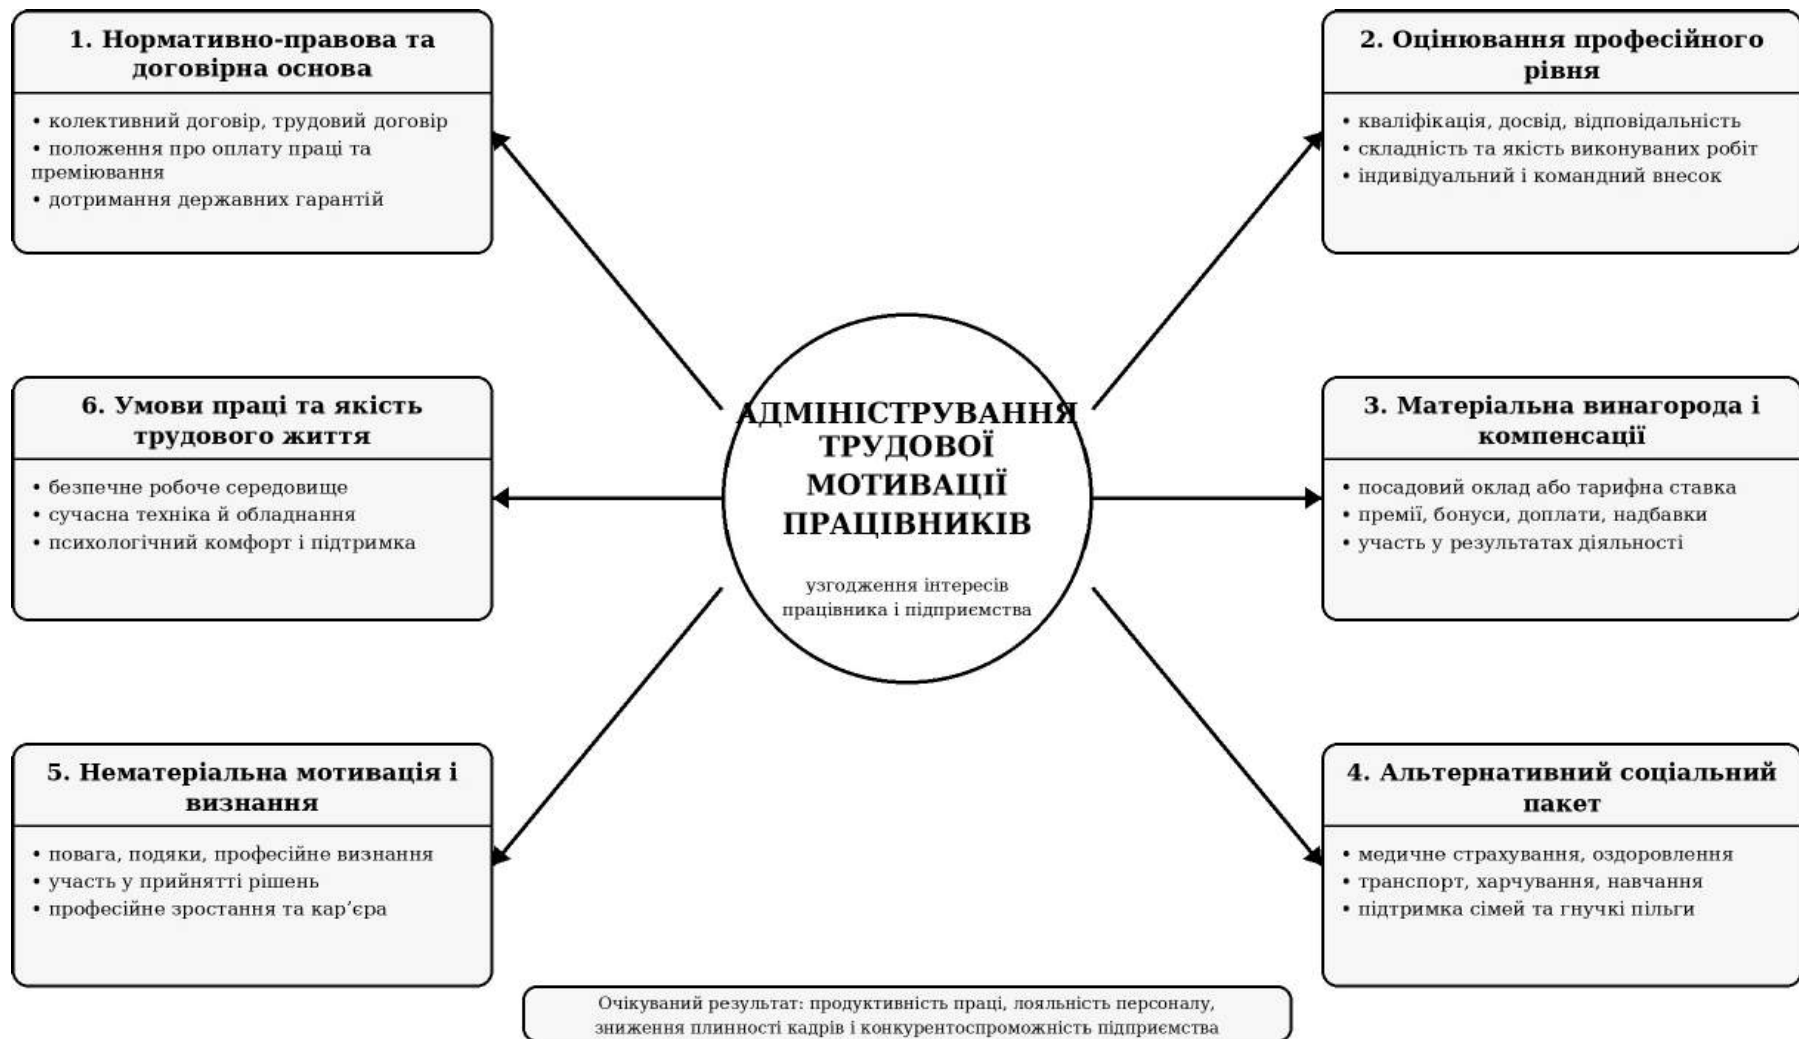 1. Нормативно-правова та
договірна основа
• колективний договір, трудовий договір
• положення про оплату праці та
преміювання
• дотримання державних гарантій
2. Оцінювання професійного
рівня
• кваліфікація, досвід, відповідальність
• складність та якість виконуваних робіт
• індивідуальний і командний внесок
АДМІНІСТРУВАННЯ
ТРУДОВОЇ
МОТИВАЦІЇ
ПРАЦІВНИКІВ
узгодження інтересів
працівника і підприємства
3. Матеріальна винагорода і
компенсації
• посадовий оклад або тарифна ставка
• премії, бонуси, доплати, надбавки
• участь у результатах діяльності
4. Альтернативний соціальний
пакет
• медичне страхування, оздоровлення
• транспорт, харчування, навчання
• підтримка сімей та гнучкі пільги
5. Нематеріальна мотивація і
визнання
• повага, подяки, професійне визнання
• участь у прийнятті рішень
• професійне зростання та кар’єра
6. Умови праці та якість
трудового життя
• безпечне робоче середовище
• сучасна техніка й обладнання
• психологічний комфорт і підтримка
Очікуваний результат: продуктивність праці, лояльність персоналу,
зниження плинності кадрів і конкурентоспроможність підприємства